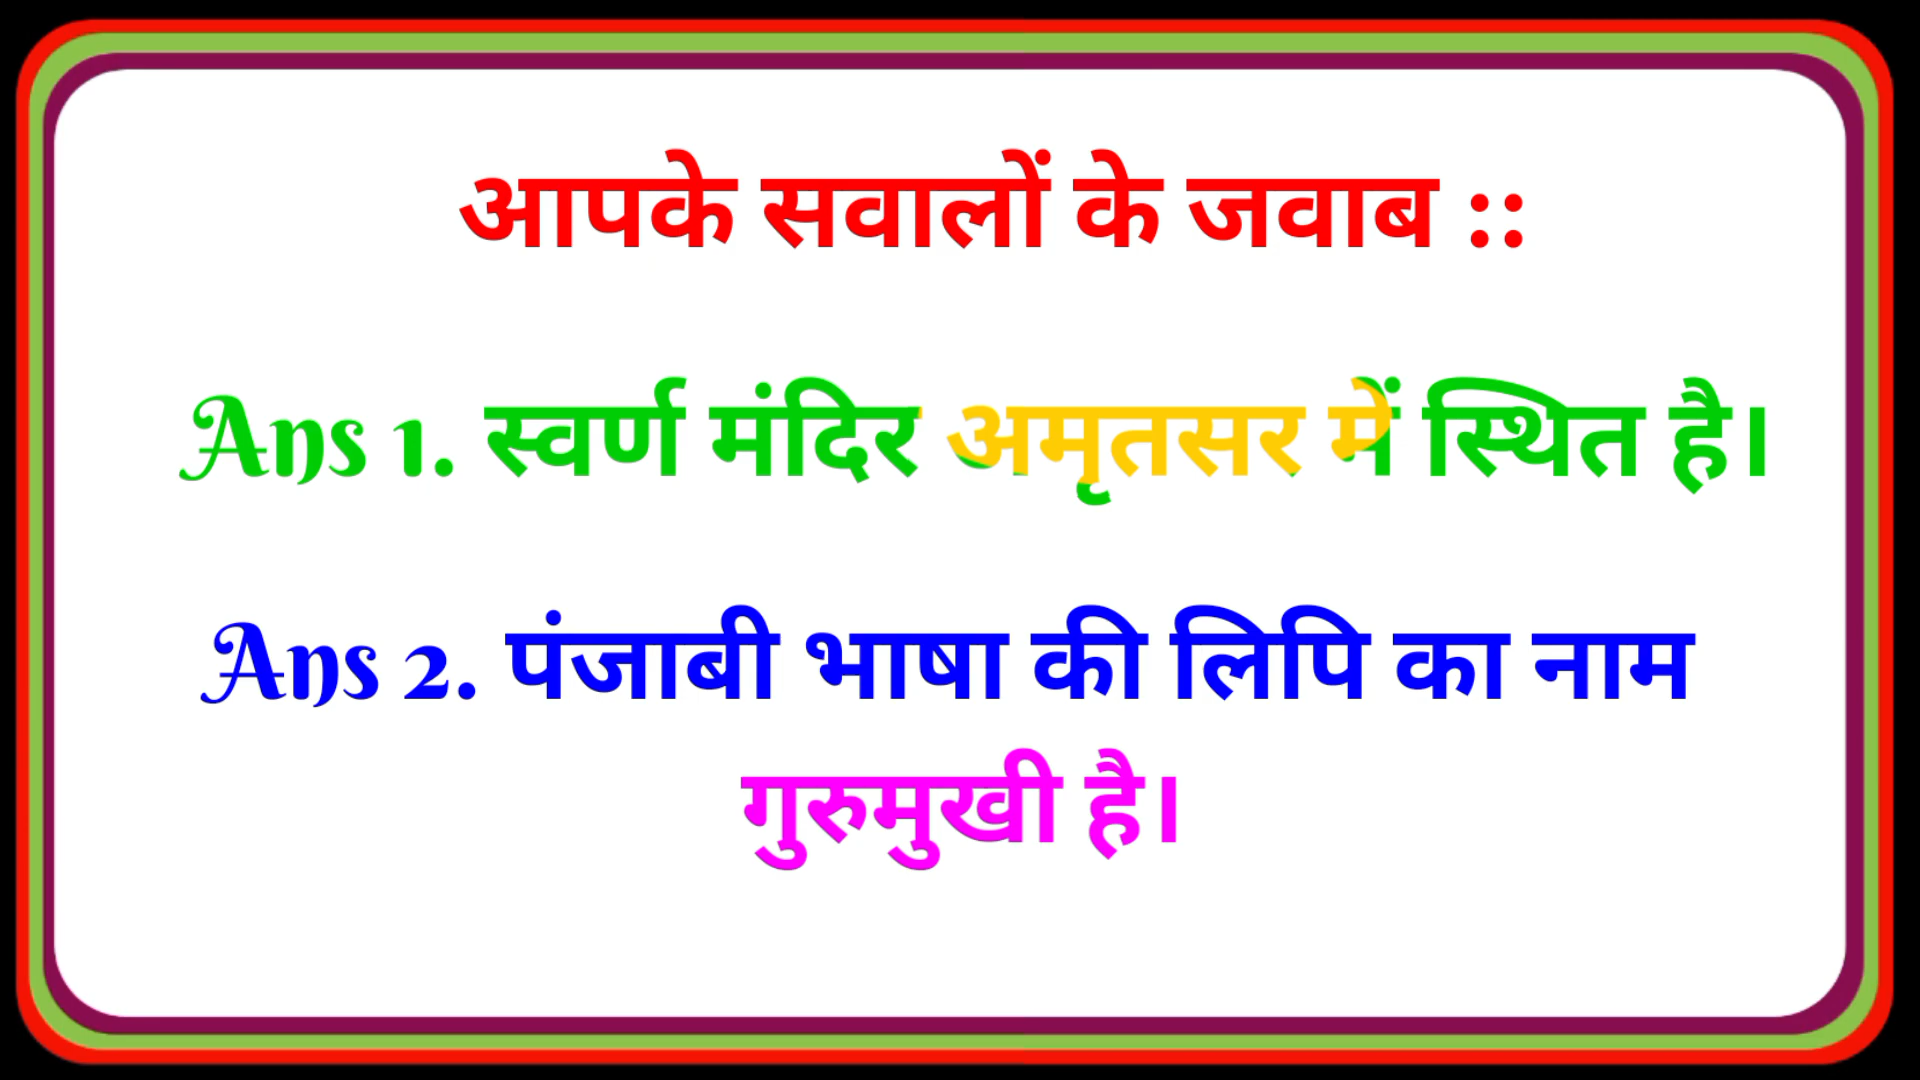 आपके सवालों के जवाब ::
Ans 1. स्वर्ण मंदिर अमृतसर में स्थित है।
Ans 2. पंजाबी भाषा की लिपि का नाम
गुरुमुखी है।